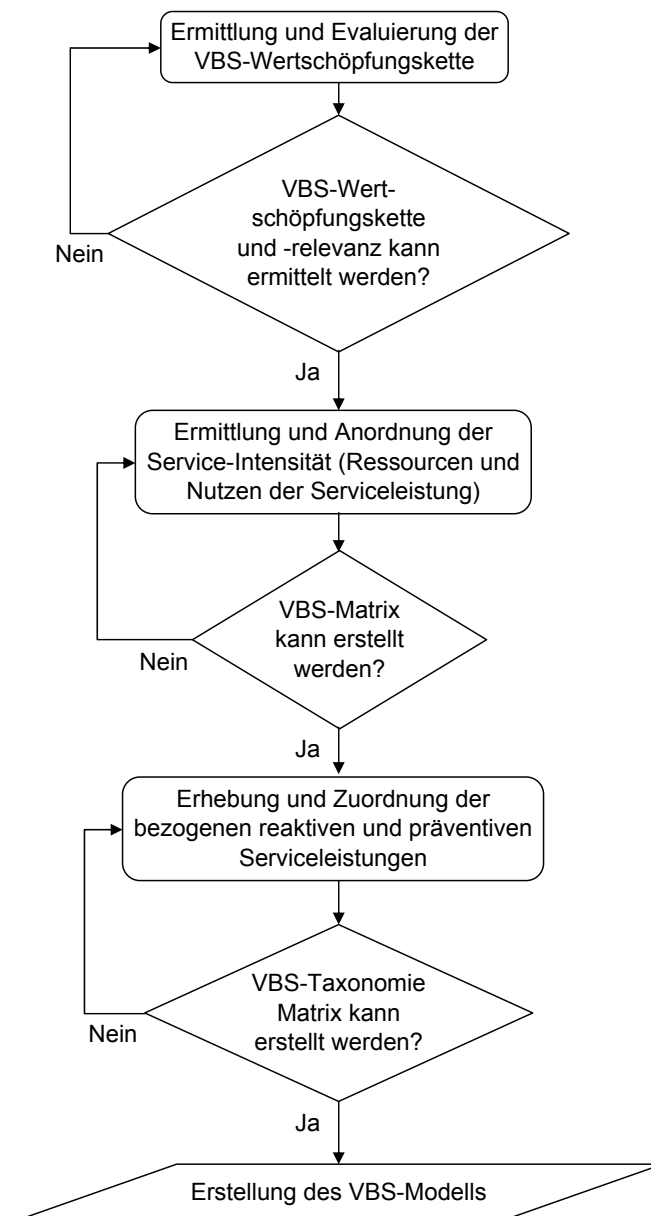 Ermittlung und Evaluierung der
VBS-Wertschöpfungskette
VBS-Wert-
schöpfungskette
und -relevanz kann
ermittelt werden?
Nein
Ja
Ermittlung und Anordnung der
Service-Intensität (Ressourcen und
Nutzen der Serviceleistung)
VBS-Matrix
kann erstellt
werden?
Nein
Ja
Erhebung und Zuordnung der
bezogenen reaktiven und präventiven
Serviceleistungen
VBS-Taxonomie
Matrix kann
erstellt werden?
Nein
Ja
Erstellung des VBS-Modells